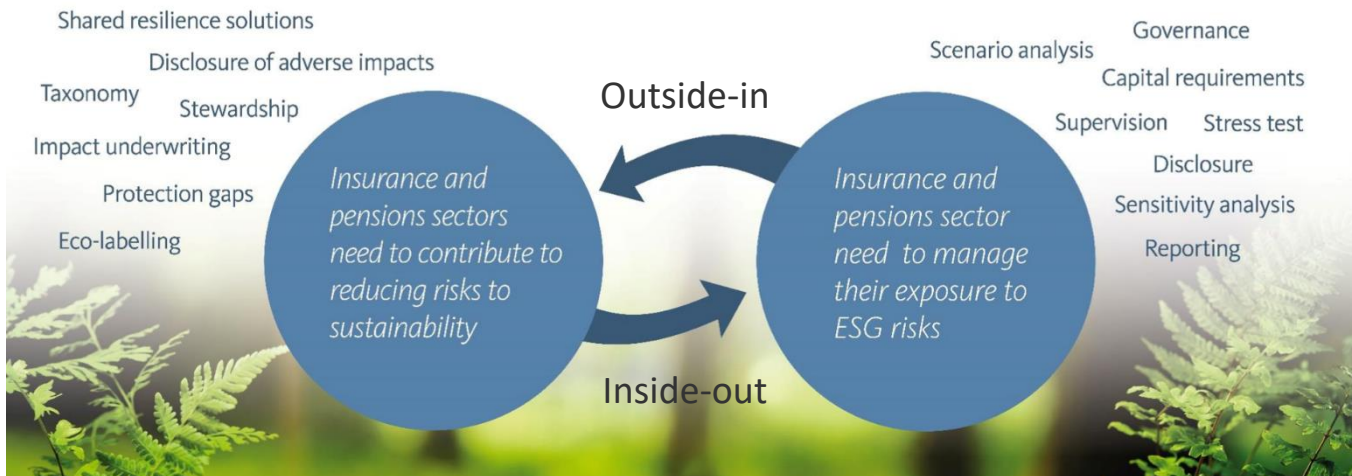 Shared resilience solutions
Disclosure of adverse impacts
Taxonomy
Stewardship
Impact underwriting
Protection gaps
Eco-labelling
Insurance and
pensions sectors
need to contribute to
reducing risks to
sustainability
Outside-in
Inside-out
Insurance and
pensions sector
need to manage
their exposure to
ESG risks
Governance
Scenario analysis
Capital requirements
Supervision
Stress test
Disclosure
Sensitivity analysis
Reporting